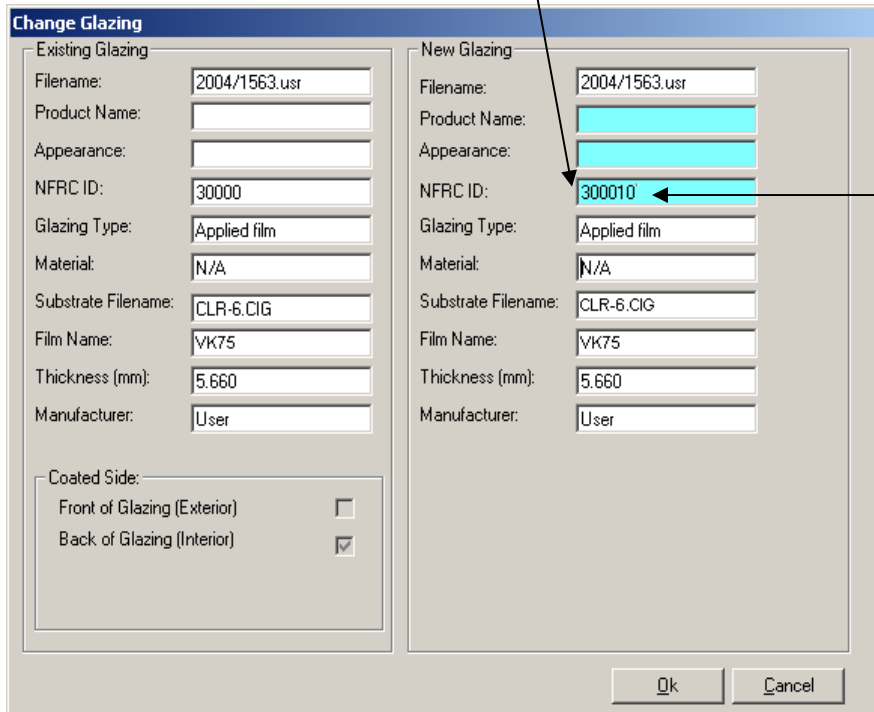 Change Glazing
Existing Glazing
Filename: 2004/1563.usr
Product Name:
Appearance:
NFRC ID: 30000
Glazing Type: Applied film
Material: N/A
Substrate Filename: CLR-6.CIG
Film Name: VK75
Thickness (mm): 5.660
Manufacturer: User
Coated Side:
Front of Glazing (Exterior)
Back of Glazing (Interior)
New Glazing
Filename: 2004/1563.usr
Product Name:
Appearance:
NFRC ID: 300010
Glazing Type: Applied film
Material: N/A
Substrate Filename: CLR-6.CIG
Film Name: VK75
Thickness (mm): 5.660
Manufacturer: User
Ok Cancel